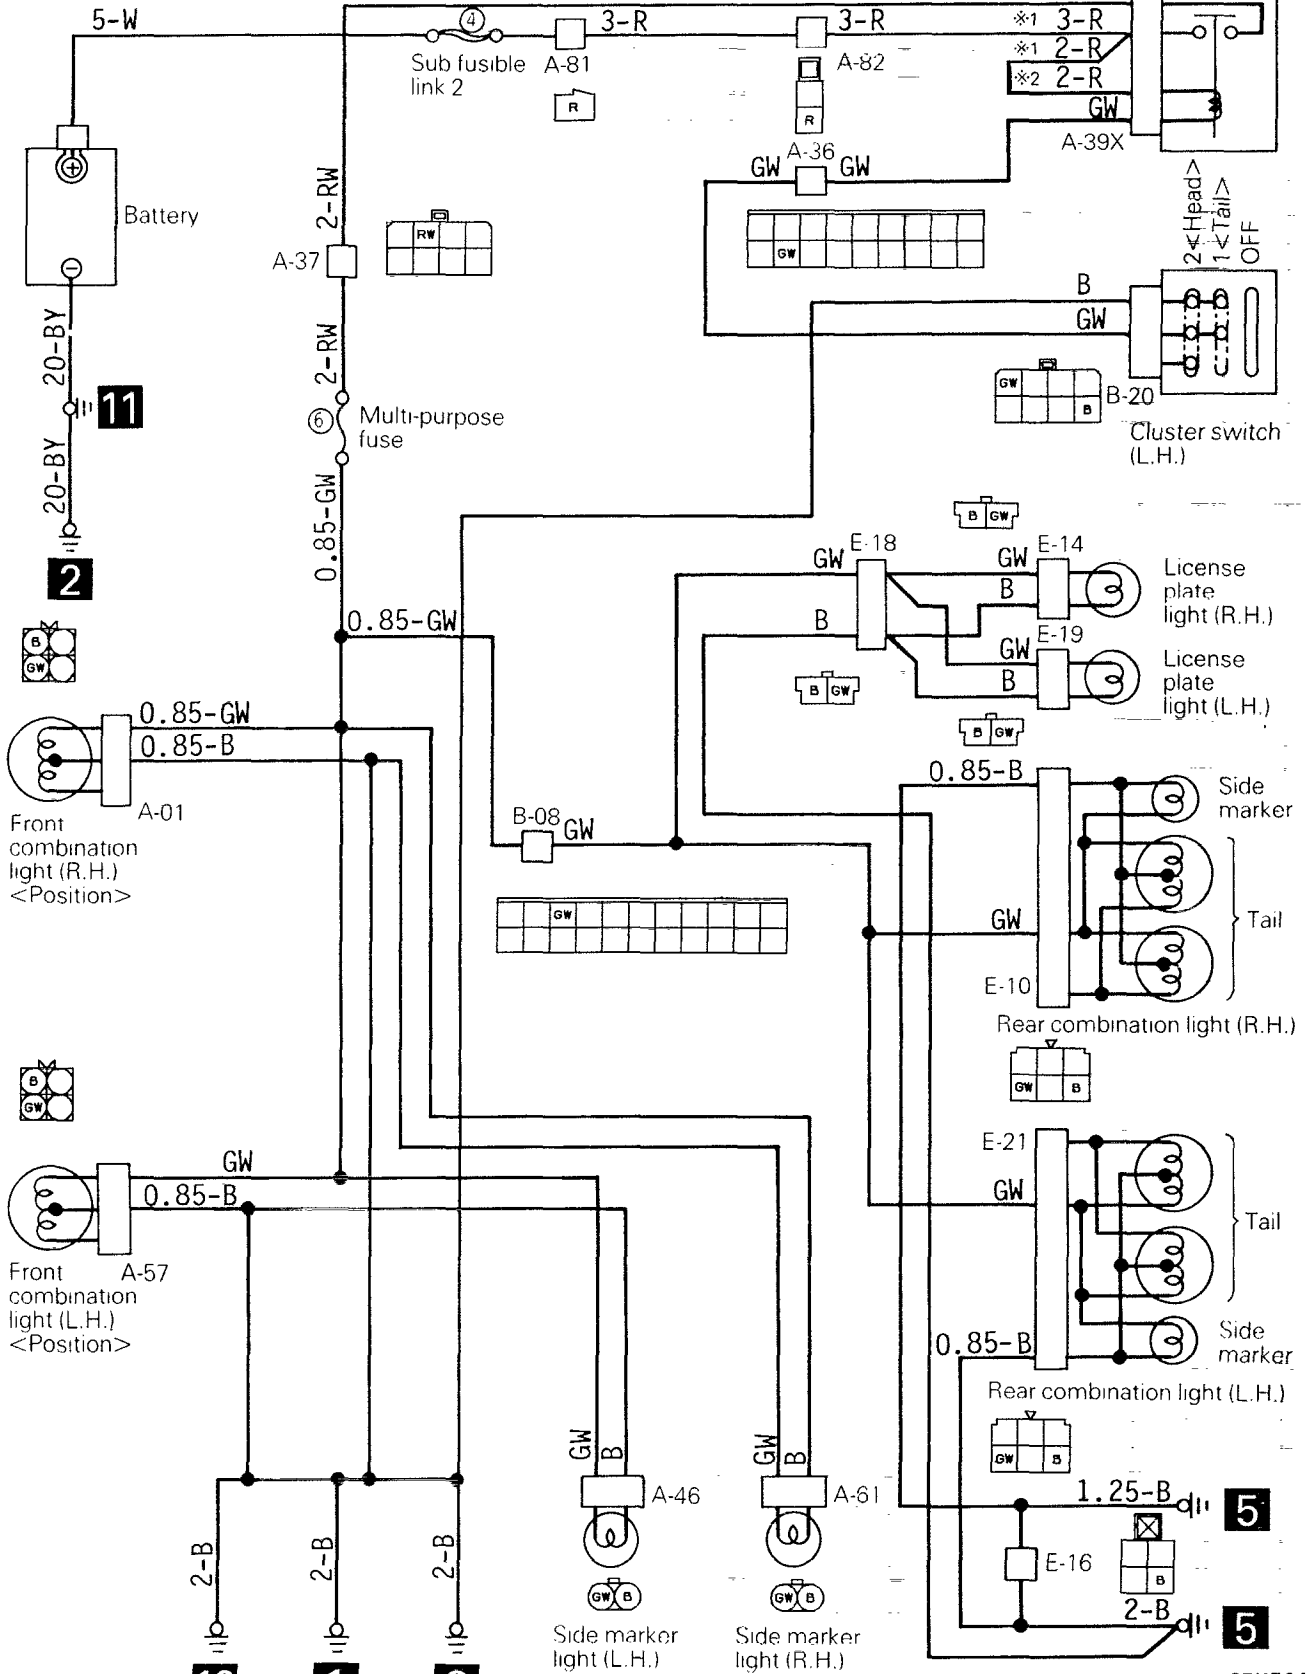 5-W
4
3-R
3-R
※1 3-R
※1 2-R
※2 2-R
GW
Sub fusible
link 2
A-81
A-82
R
R
A-39X
A-36
GW
GW
Battery
2-RW
RW
A-37
GW
2<Head>
1<Tail>
OFF
B
GW
GW
B
B-20
Cluster switch
(L.H.)
20-BY
11
20-BY
2
2-RW
6
Multi-purpose
fuse
0.85-GW
B GW
E-18
E-14
GW
GW
B
B
License
plate
light (R.H.)
E-19
GW
B
License
plate
light (L.H.)
B GW
B GW
0.85-GW
B
GW
0.85-GW
0.85-B
A-01
Front
combination
light (R.H.)
<Position>
B-08
GW
GW
0.85-B
Side
marker
GW
Tail
E-10
Rear combination light (R.H.)
GW B
B
GW
GW
0.85-B
A-57
Front
combination
light (L.H.)
<Position>
E-21
GW
Tail
Side
marker
0.85-B
Rear combination light (L.H.)
GW B
GW
B
A-46
GW
B
A-61
GW B
GW B
Side marker
light (L.H.)
Side marker
light (R.H.)
2-B
2-B
2-B
1.25-B
5
E-16
B
2-B
5